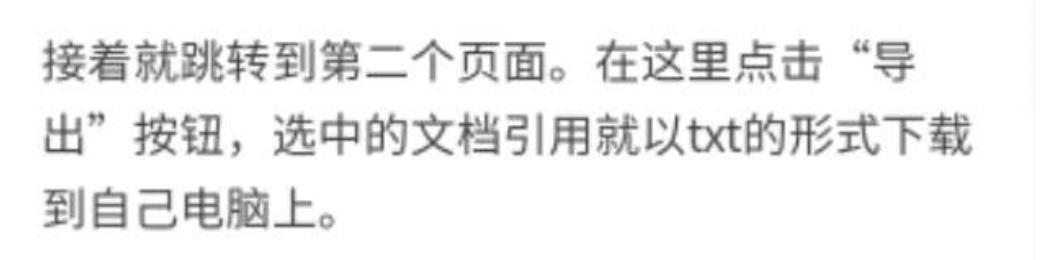 接着就跳转到第二个页面。在这里点击“导
出”按钮，选中的文档引用就以txt的形式下载
到自己电脑上。